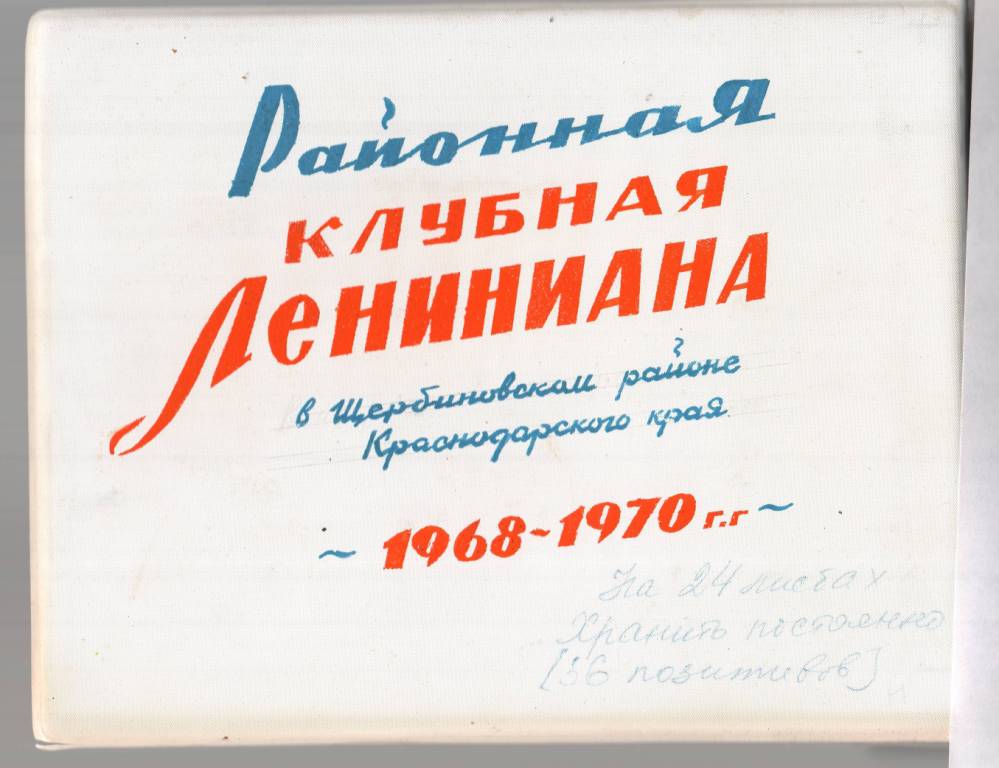 Районная
КЛУБНАЯ
ЛЕНИНИАНА
в Щербиновском районе
Краснодарского края
~ 1968~1970 г.г ~
На 24 листах
Хранить постоянно
[36 позитивов]